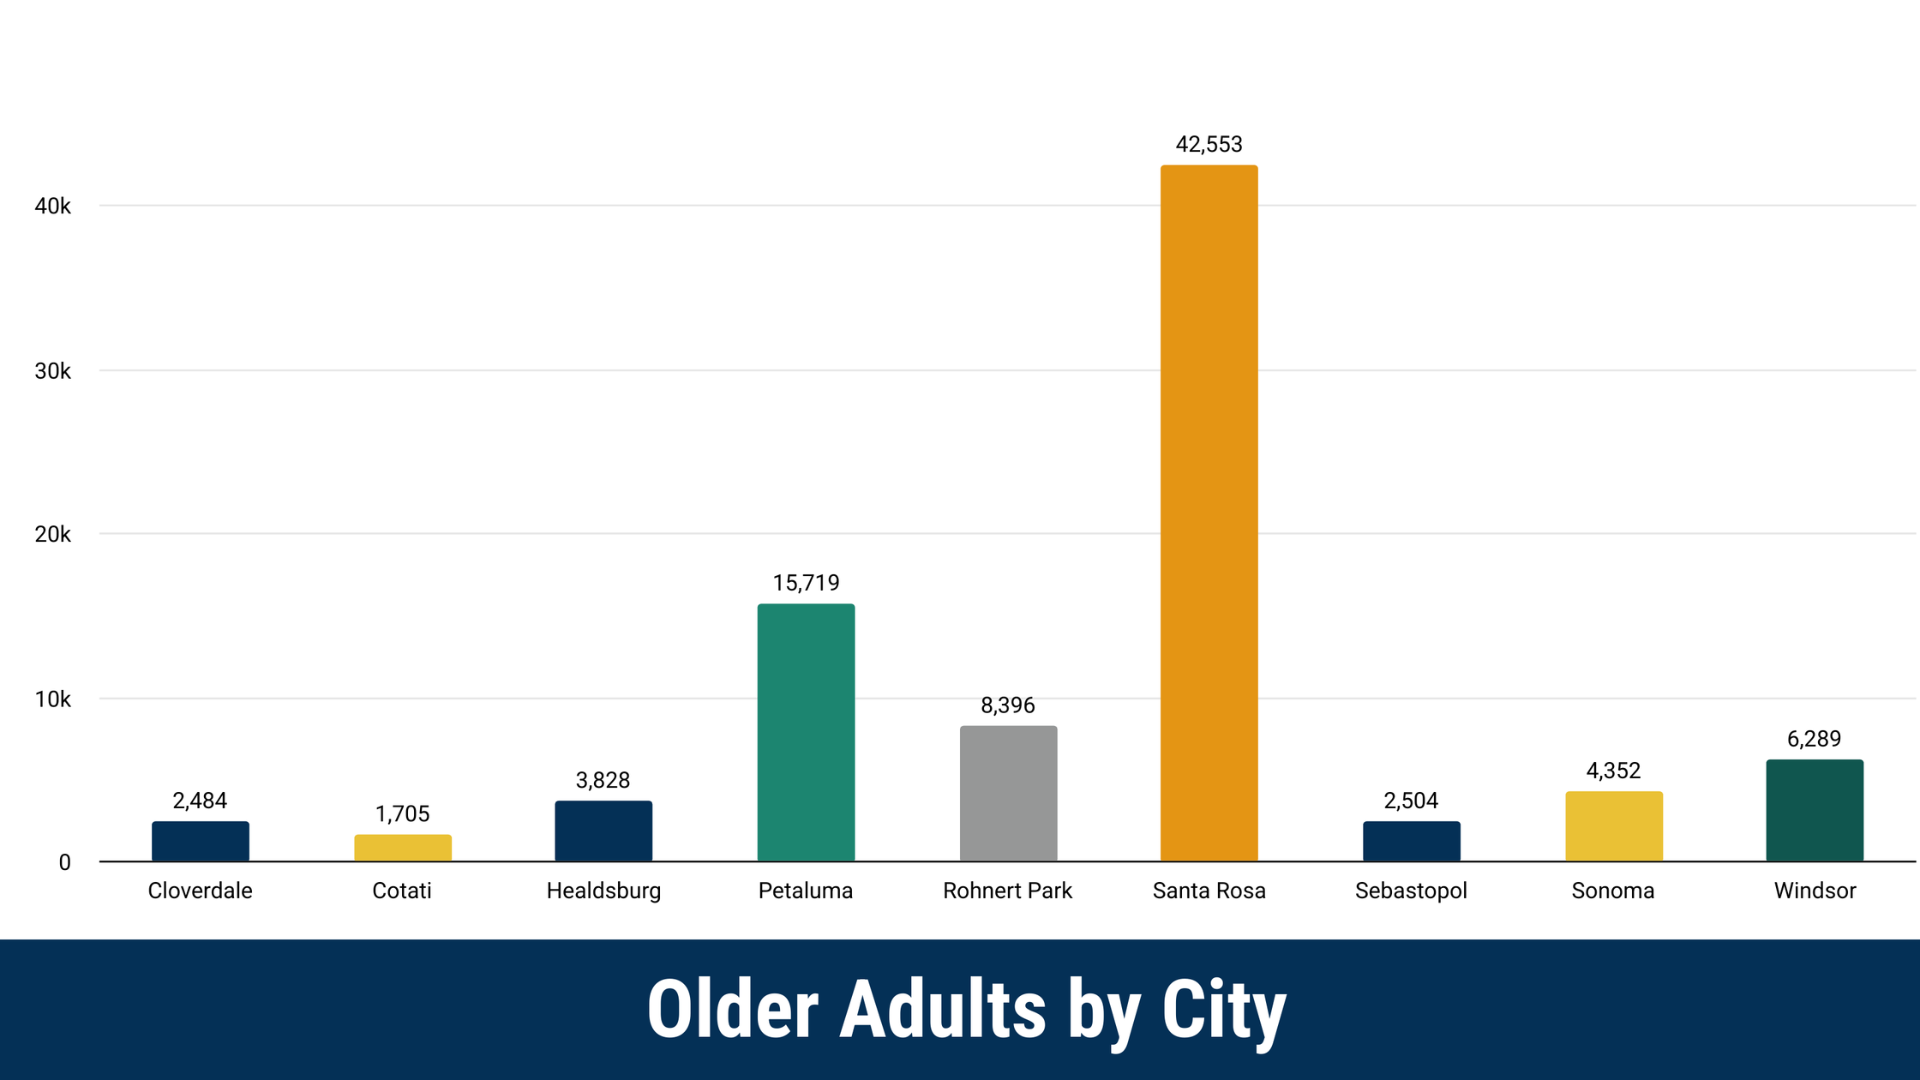 42,553
40k
30k
20k
15,719
10k
8,396
6,289
4,352
3,828
2,484
2,504
1,705
0
Cloverdale Cotati Healdsburg Petaluma Rohnert Park Santa Rosa Sebastopol Sonoma Windsor
Older Adults by City